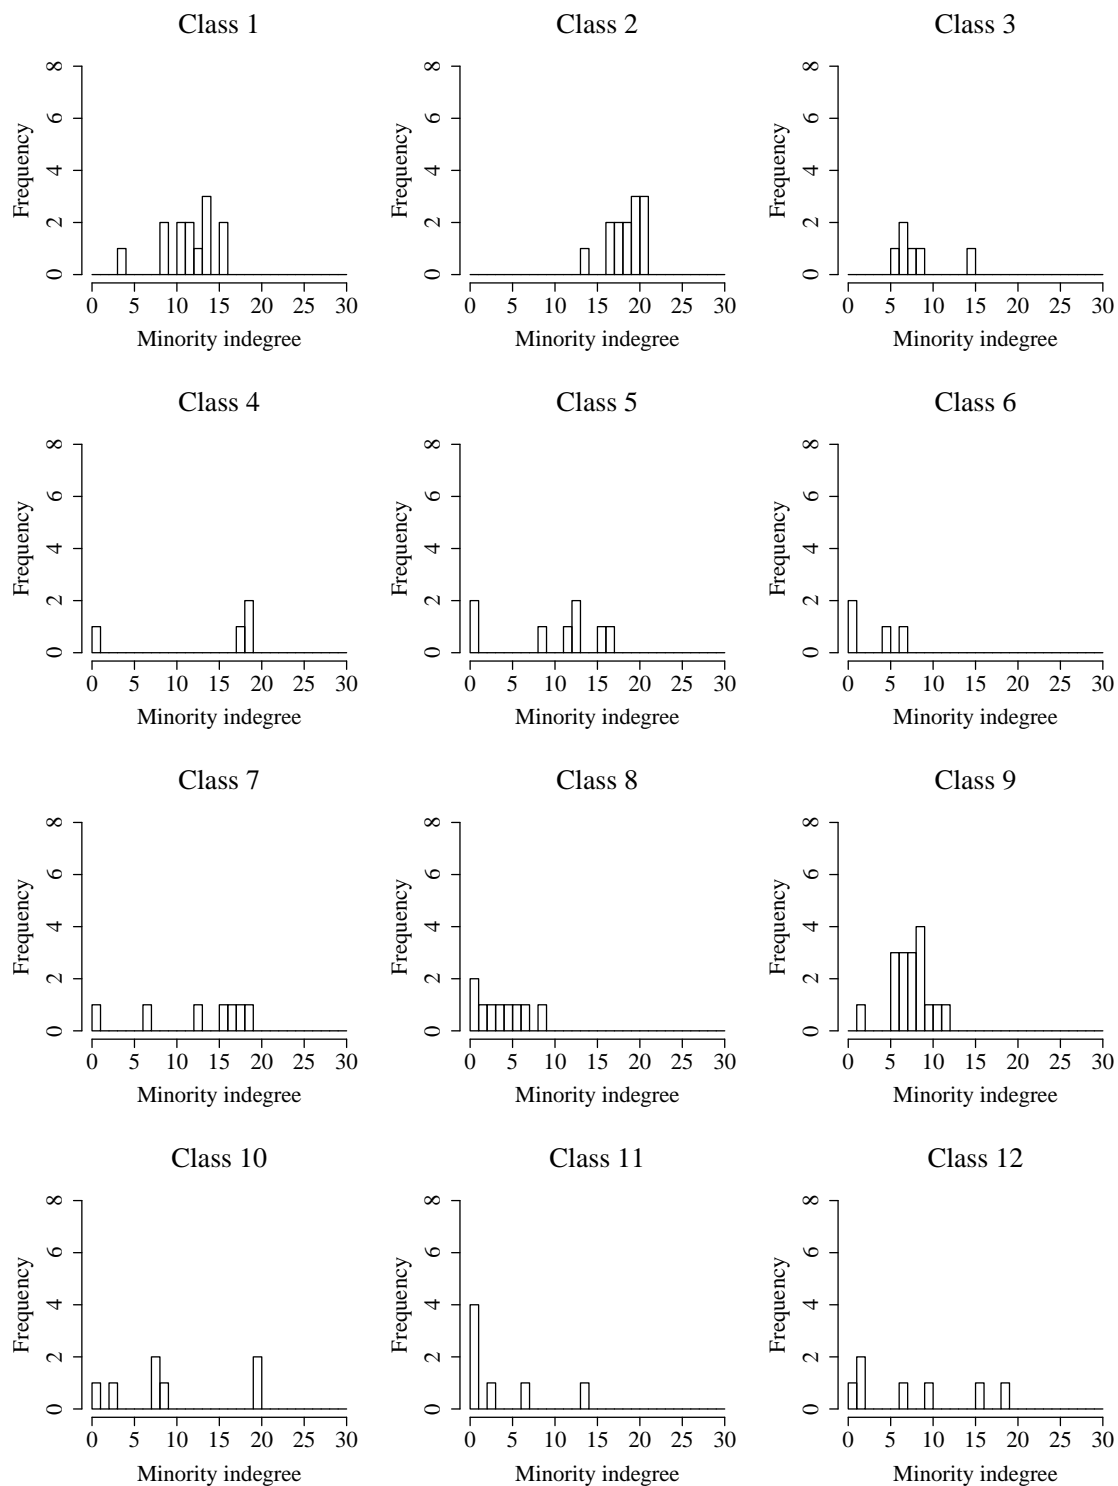 Class 1
Frequency
0 2 4 6 8
0 5 10 15 20 25 30
Minority indegree
Class 2
Frequency
0 2 4 6 8
0 5 10 15 20 25 30
Minority indegree
Class 3
Frequency
0 2 4 6 8
0 5 10 15 20 25 30
Minority indegree
Class 4
Frequency
0 2 4 6 8
0 5 10 15 20 25 30
Minority indegree
Class 5
Frequency
0 2 4 6 8
0 5 10 15 20 25 30
Minority indegree
Class 6
Frequency
0 2 4 6 8
0 5 10 15 20 25 30
Minority indegree
Class 7
Frequency
0 2 4 6 8
0 5 10 15 20 25 30
Minority indegree
Class 8
Frequency
0 2 4 6 8
0 5 10 15 20 25 30
Minority indegree
Class 9
Frequency
0 2 4 6 8
0 5 10 15 20 25 30
Minority indegree
Class 10
Frequency
0 2 4 6 8
0 5 10 15 20 25 30
Minority indegree
Class 11
Frequency
0 2 4 6 8
0 5 10 15 20 25 30
Minority indegree
Class 12
Frequency
0 2 4 6 8
0 5 10 15 20 25 30
Minority indegree